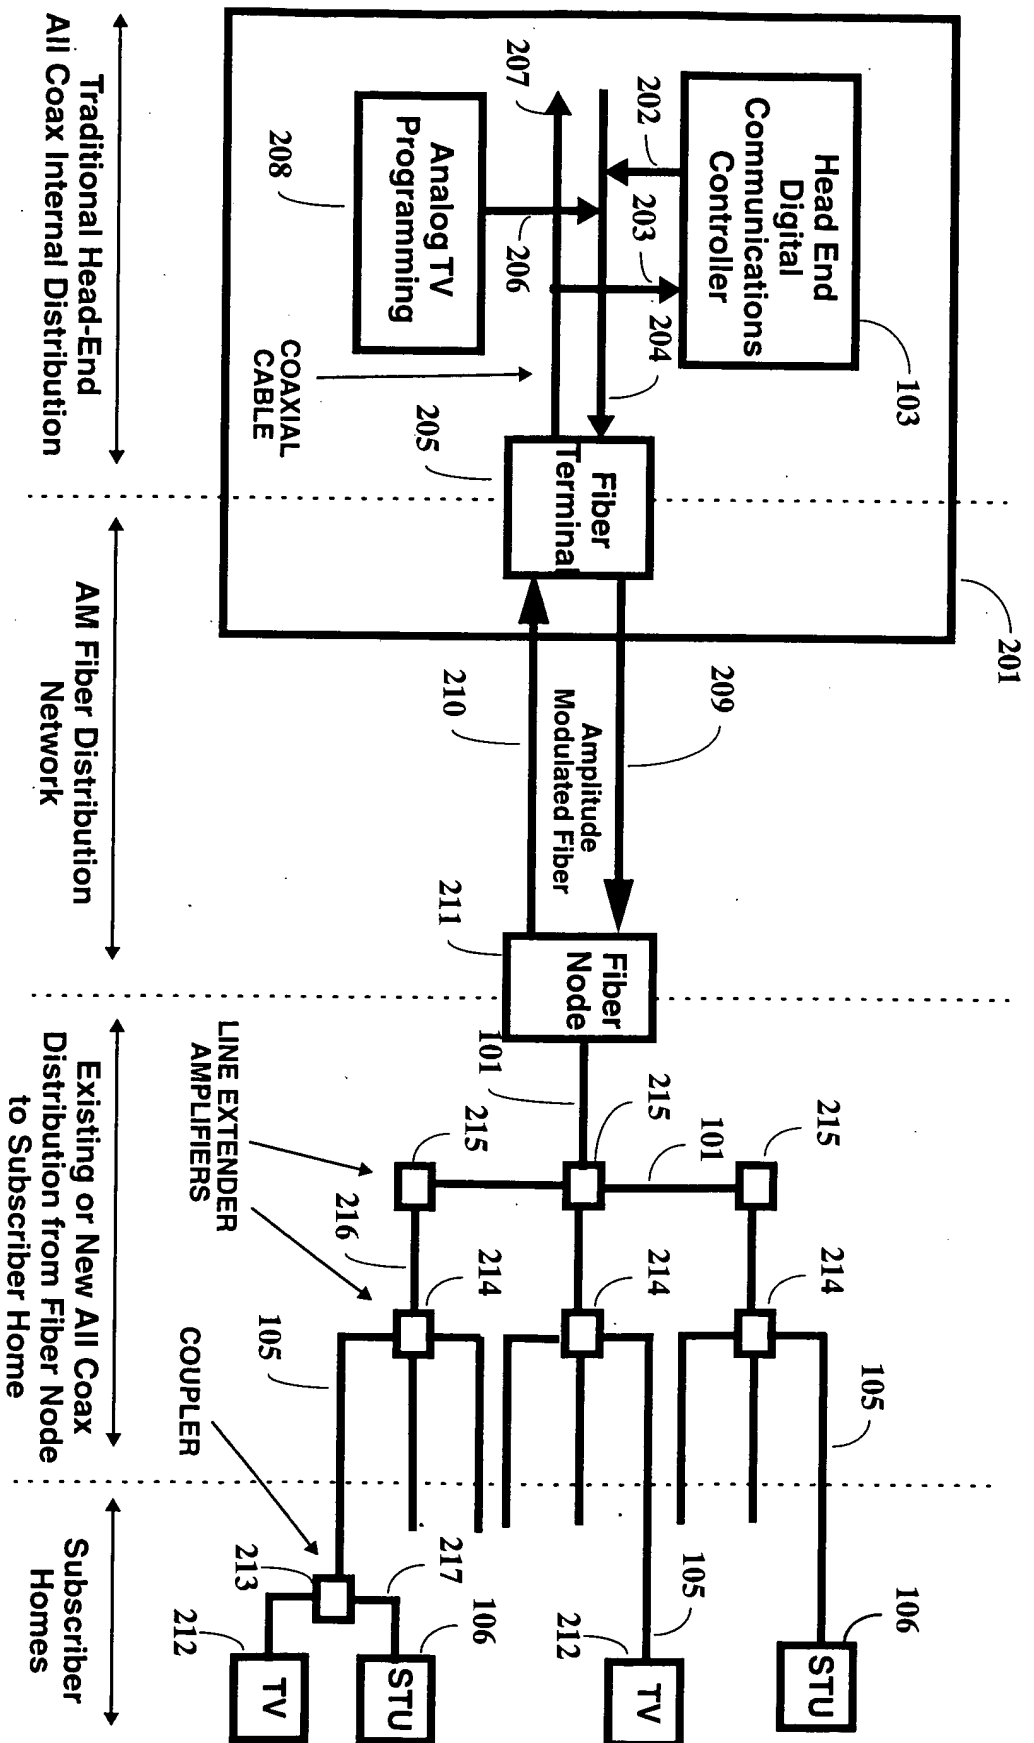 201
Head End
Digital
Communications
Controller
103
202
203
204
207
206
Analog TV
Programming
208
COAXIAL
CABLE
205
Fiber
Terminal
209
Amplitude
Modulated Fiber
210
Fiber
Node
211
101
215
101
215
215
LINE EXTENDER
AMPLIFIERS
216
214
214
214
105
105
105
COUPLER
213
217
106
STU
106
STU
212
TV
212
TV
Traditional Head-End
All Coax Internal Distribution
AM Fiber Distribution
Network
Existing or New All Coax
Distribution from Fiber Node
to Subscriber Home
Subscriber
Homes